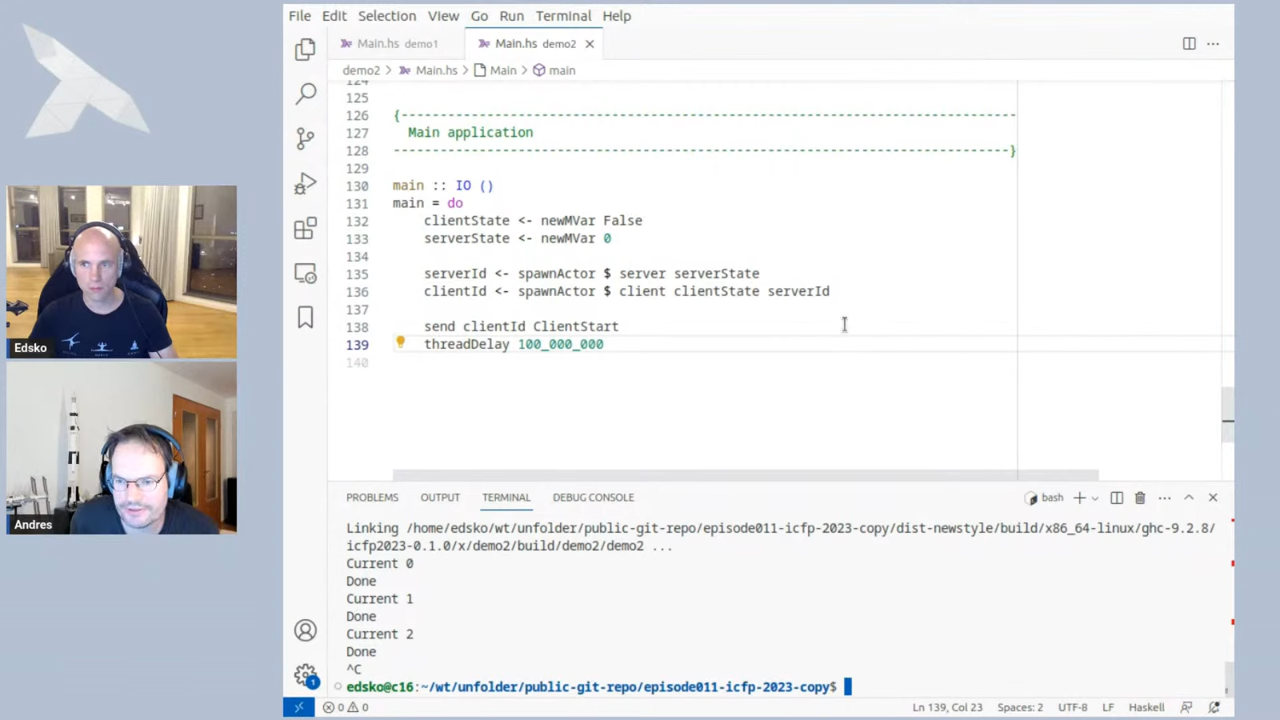 File Edit Selection View Go Run Terminal Help
Main.hs demo1
Main.hs demo2
demo2 > Main.hs > Main > main
124
125
126 {--------------------------------------------------------------------------------
127 Main application
128 --------------------------------------------------------------------------------}
129
130 main :: IO ()
131 main = do
132 clientState <- newMVar False
133 serverState <- newMVar 0
134
135 serverId <- spawnActor $ server serverState
136 clientId <- spawnActor $ client clientState serverId
137
138 send clientId ClientStart
139 threadDelay 100_000_000
140
Edsko
Andres
PROBLEMS OUTPUT TERMINAL DEBUG CONSOLE
bash
Linking /home/edsko/wt/unfolder/public-git-repo/episode011-icfp-2023-copy/dist-newstyle/build/x86_64-linux/ghc-9.2.8/
icfp2023-0.1.0/x/demo2/build/demo2/demo2 ...
Current 0
Done
Current 1
Done
Current 2
Done
^C
edsko@c16:~/wt/unfolder/public-git-repo/episode011-icfp-2023-copy$
1
0 0 0
Ln 139, Col 23 Spaces: 2 UTF-8 LF Haskell